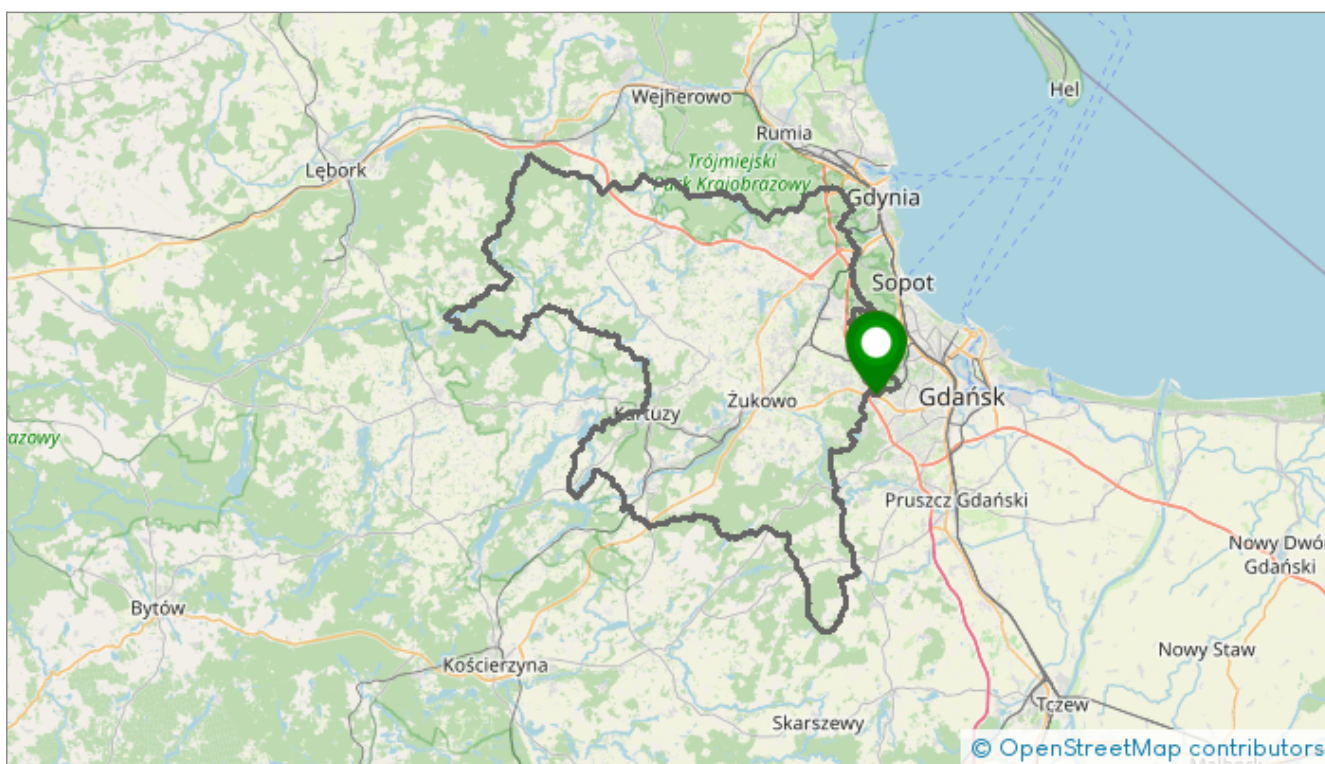 Hel
Wejherowo
Rumia
Trójmiejski
Park Krajobrazowy
Lębork
Gdynia
Sopot
Gdańsk
Żukowo
Kartuzy
azowy
Pruszcz Gdański
Nowy Dwór
Gdański
Bytów
Nowy Staw
Kościerzyna
Tczew
Skarszewy
© OpenStreetMap contributors